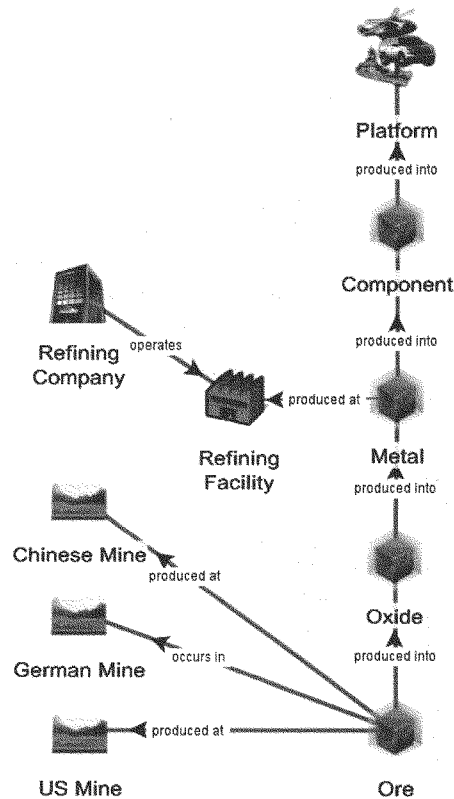 Platform
produced into
Component
produced into
Refining
Company
operates
Refining
Facility
produced at
Metal
produced into
Chinese Mine
produced at
Oxide
German Mine
occurs in
produced into
US Mine
produced at
Ore